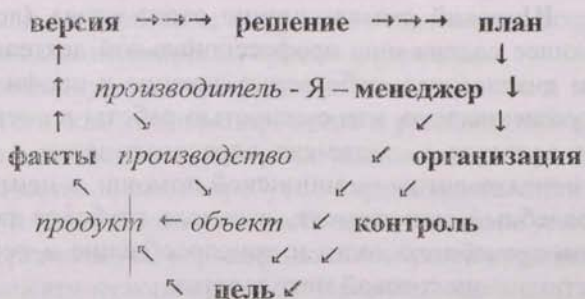 версия →→→ решение →→→ план
↓
↑ производитель - Я – менеджер ↓
↑ ↘ ↙ ↓
факты производство ↙ организация
↖ ↘ ↙ ↙
продукт ← объект ↙ контроль
↖ ↙ ↙
↖ цель ↙